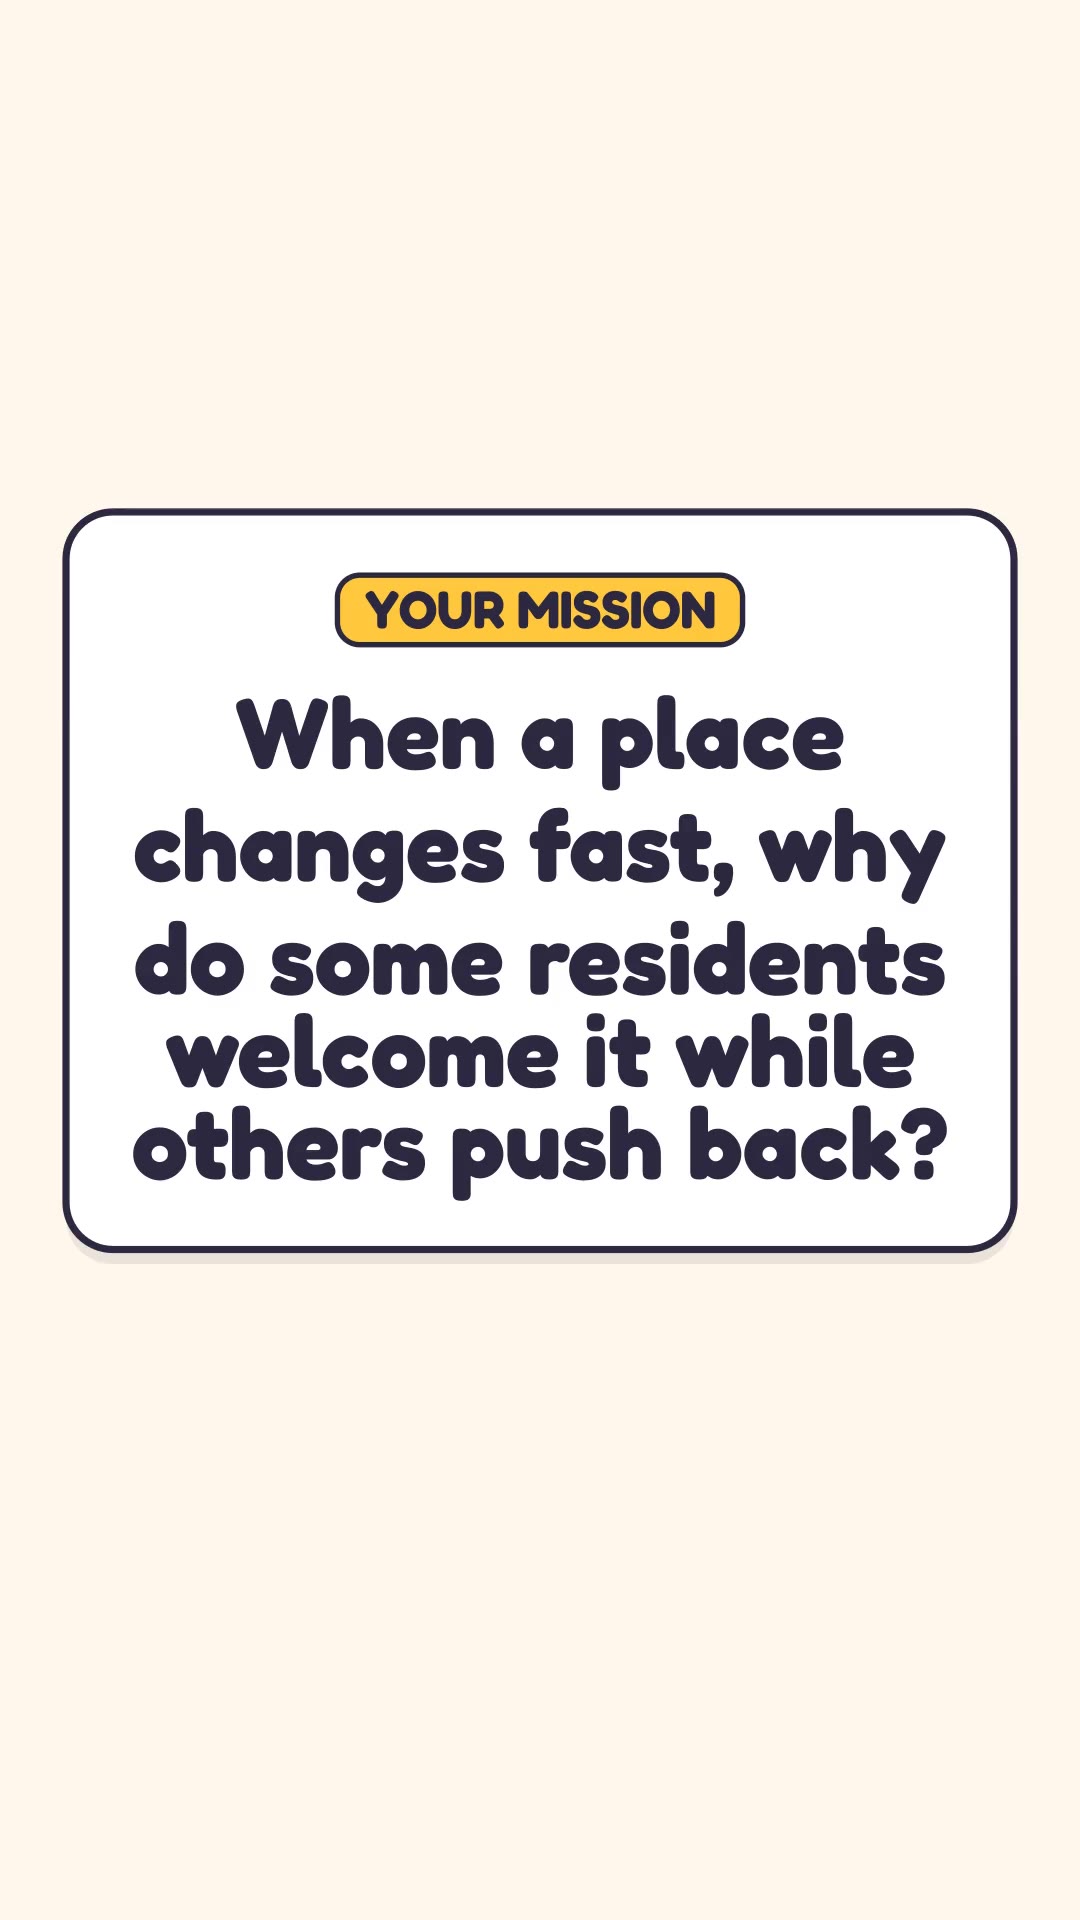 YOUR MISSION
When a place
changes fast, why
do some residents
welcome it while
others push back?